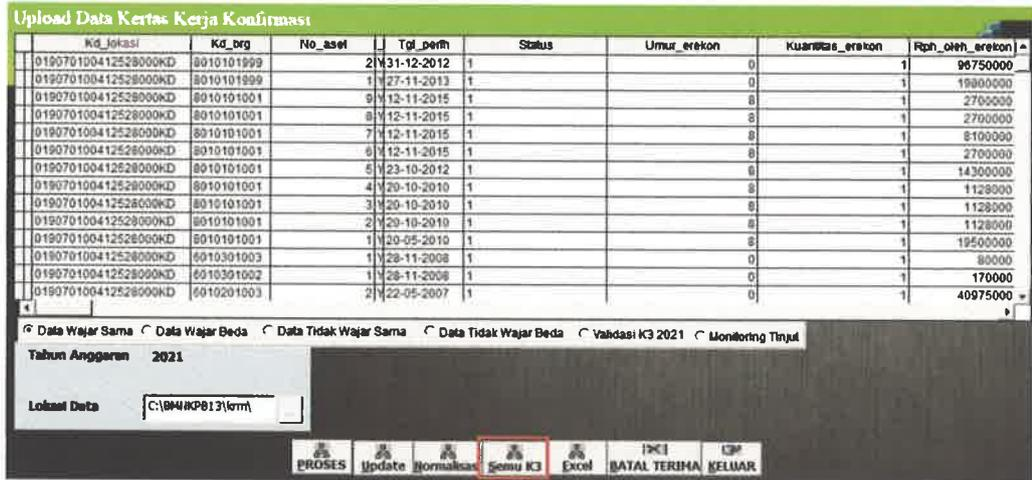 Upload Data Kertas Kerja Konfirmasi
Kd_lokasi Kd_brg No_aset Tgl_perlh Status Umur_erekon Kuantitas_erekon Rph_oleh_erekon
019070100412528000KD 8010101999 2 Y 31-12-2012 1 0 1 96750000
019070100412528000KD 8010101999 1 Y 27-11-2013 1 0 1 19800000
019070100412528000KD 8010101001 9 Y 12-11-2015 1 8 1 2700000
019070100412528000KD 8010101001 8 Y 12-11-2015 1 8 1 2700000
019070100412528000KD 8010101001 7 Y 12-11-2015 1 8 1 8100000
019070100412528000KD 8010101001 6 Y 12-11-2015 1 8 1 2700000
019070100412528000KD 8010101001 5 Y 23-10-2012 1 8 1 14300000
019070100412528000KD 8010101001 4 Y 20-10-2010 1 8 1 1128000
019070100412528000KD 8010101001 3 Y 20-10-2010 1 8 1 1128000
019070100412528000KD 8010101001 2 Y 20-10-2010 1 8 1 1128000
019070100412528000KD 8010101001 1 Y 20-05-2010 1 8 1 19500000
019070100412528000KD 6010301003 1 Y 28-11-2008 1 0 1 80000
019070100412528000KD 6010301002 1 Y 28-11-2008 1 0 1 170000
019070100412528000KD 6010201003 2 Y 22-05-2007 1 0 1 40975000
Data Wajar Sama Data Wajar Beda Data Tidak Wajar Sama Data Tidak Wajar Beda Validasi K3 2021 Monitoring Tinjut
Tahun Anggaran 2021
Lokasi Data C:\BMNKPB13\krm\ ...
PROSES Update Normalisasi Semu K3 Excel BATAL TERIMA KELUAR